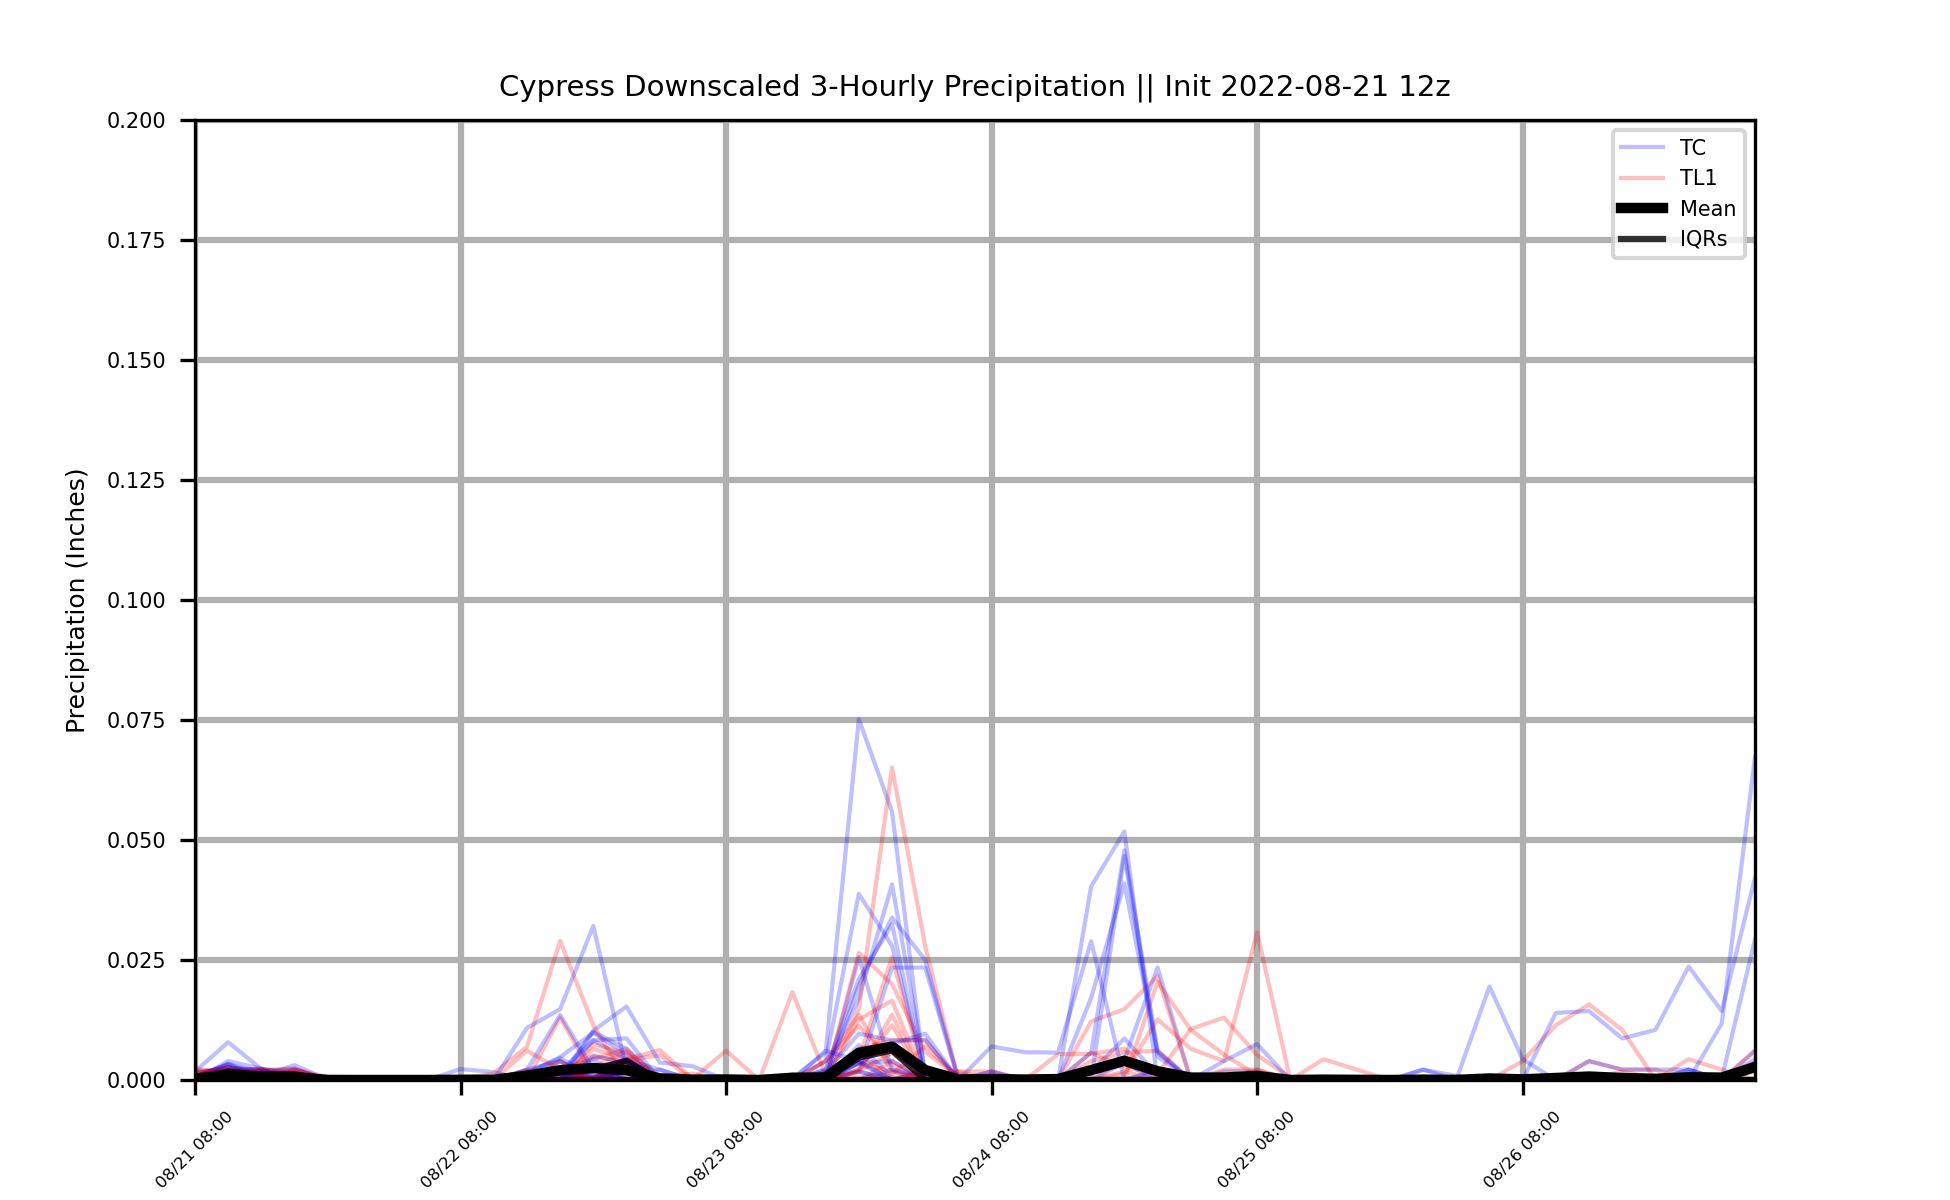 Cypress Downscaled 3-Hourly Precipitation || Init 2022-08-21 12z
Precipitation (Inches)
0.200
0.175
0.150
0.125
0.100
0.075
0.050
0.025
0.000
TC
TL1
Mean
IQRs
08/21 08:00
08/22 08:00
08/23 08:00
08/24 08:00
08/25 08:00
08/26 08:00